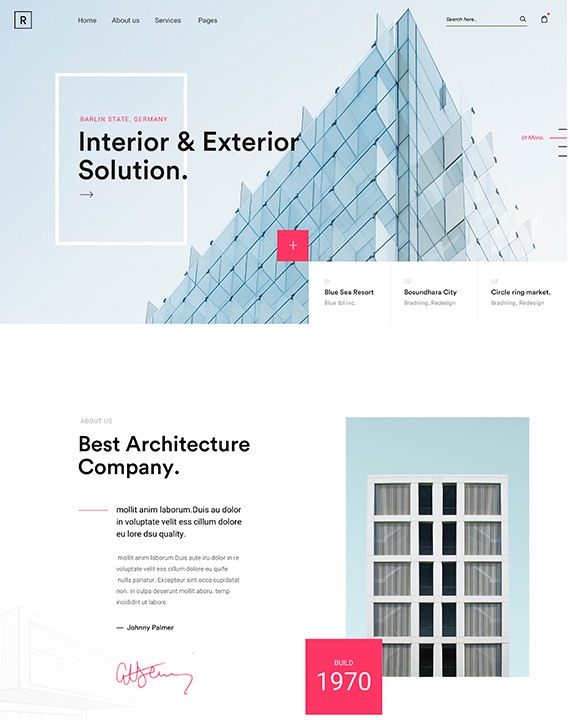 R
Home
About us
Services
Pages
Search here..
BARLIN STATE, GERMANY
Interior & Exterior
Solution.
01 Mono.
01
02
03
Blue Sea Resort
Bosundhara City
Circle ring market.
Blue lbl inc.
Bradning, Redesign
Bradning, Redesign
ABOUT US
Best Architecture
Company.
mollit anim laborum.Duis au dolor
in voluptate velit ess cillum dolore
eu lore dsu quality.
mollit anim laborum.Duis aute iru dolor in re
voluptate velit ess cillum dolore eu quife
nulla pariatur. Excepteur sint occa cupidatat
non. in culpa deserunt mollit aboru. temp
incididnt ut labore.
— Johnny Palmer
BUILD
1970